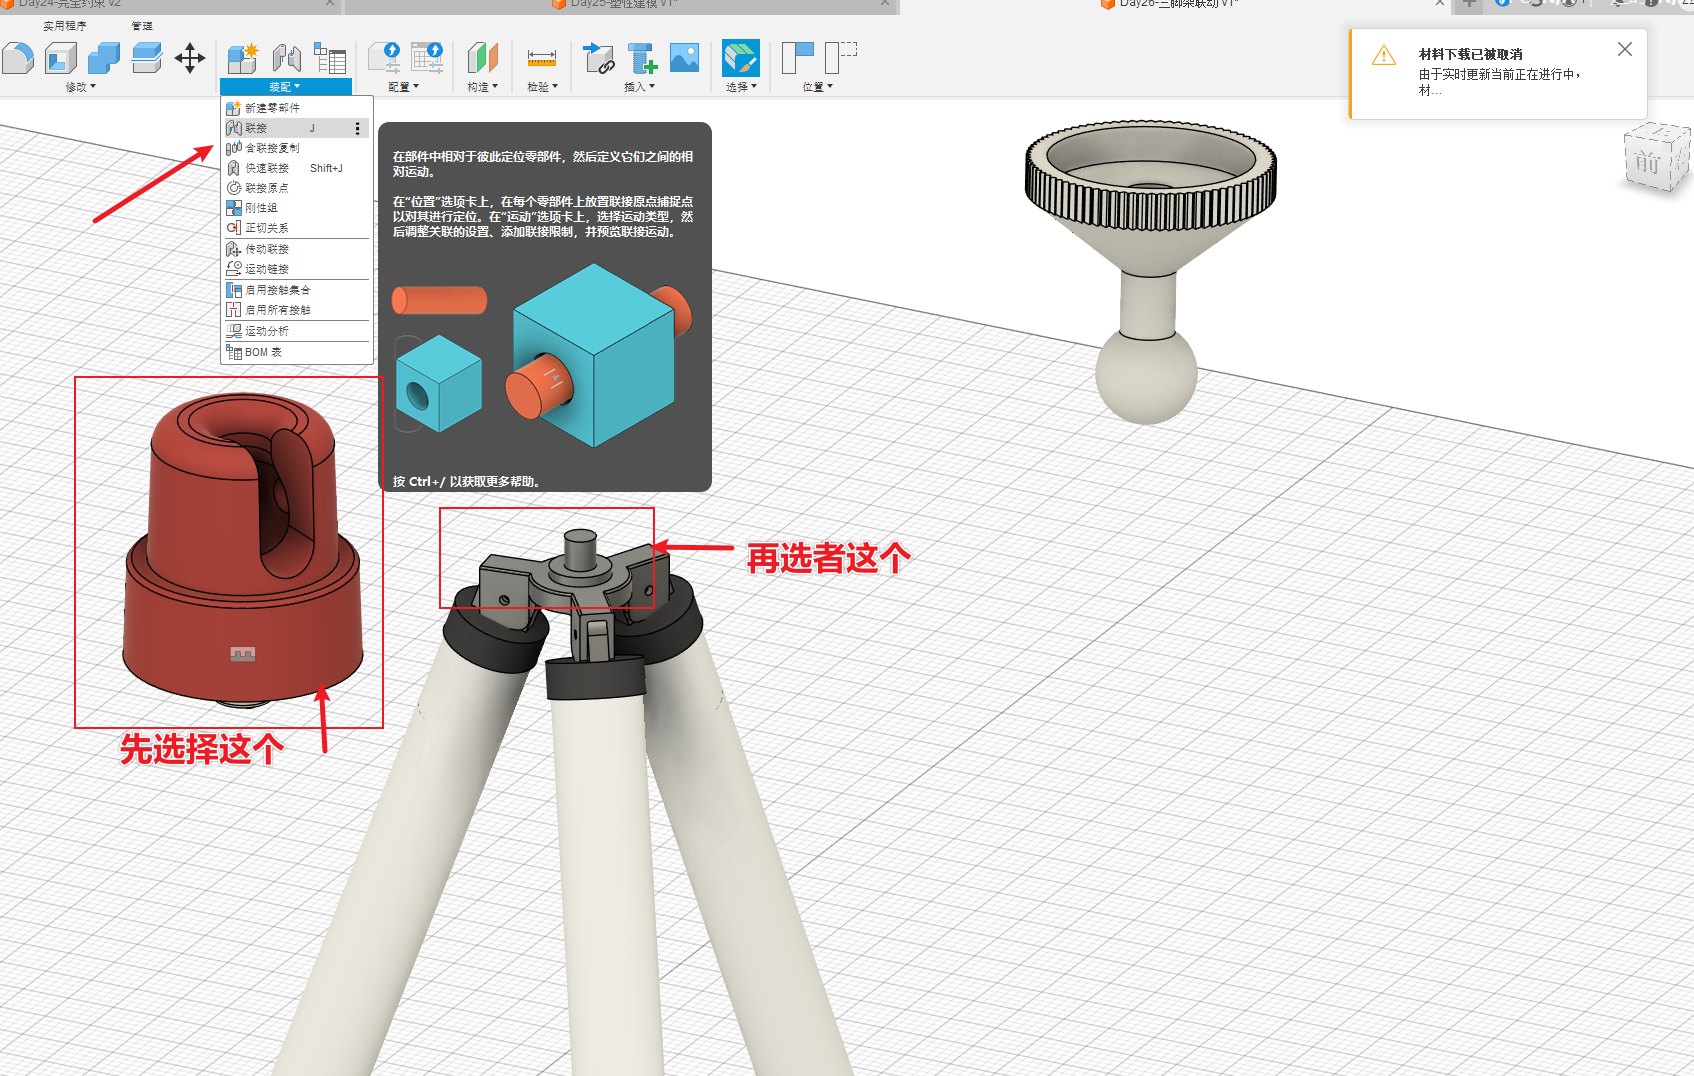 Day24-完全约束 v2
Day25-塑性建模 v1*
Day26-三脚架联动 v1*
实用程序
管理
修改
装配
配置
构造
检验
插入
选择
位置
新建零部件
联接 J
含联接复制
快速联接 Shift+J
联接原点
刚性组
正切关系
传动联接
运动链接
启用接触集合
启用所有接触
运动分析
BOM 表
在部件中相对于彼此定位零部件，然后定义它们之间的相
对运动。
在“位置”选项卡上，在每个零部件上放置联接原点捕捉点
以对其进行定位。在“运动”选项卡上，选择运动类型，然
后调整关联的设置、添加联接限制，并预览联接运动。
按 Ctrl+/ 以获取更多帮助。
材料下载已被取消
由于实时更新当前正在进行中，
材...
前
再选者这个
先选择这个